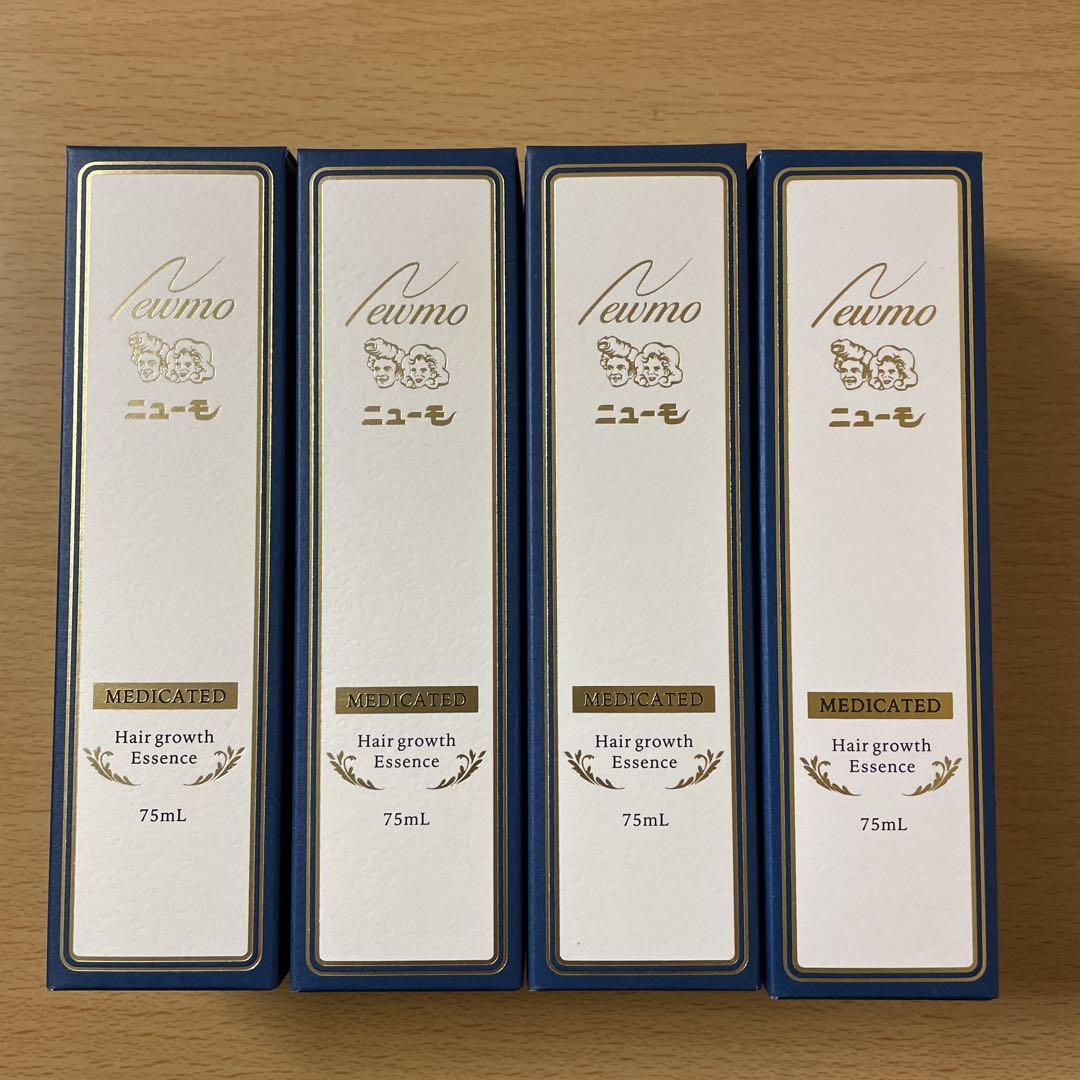 Newmo
ニューモ
MEDICATED
Hair growth
Essence
75mL
Newmo
ニューモ
MEDICATED
Hair growth
Essence
75mL
Newmo
ニューモ
MEDICATED
Hair growth
Essence
75mL
Newmo
ニューモ
MEDICATED
Hair growth
Essence
75mL